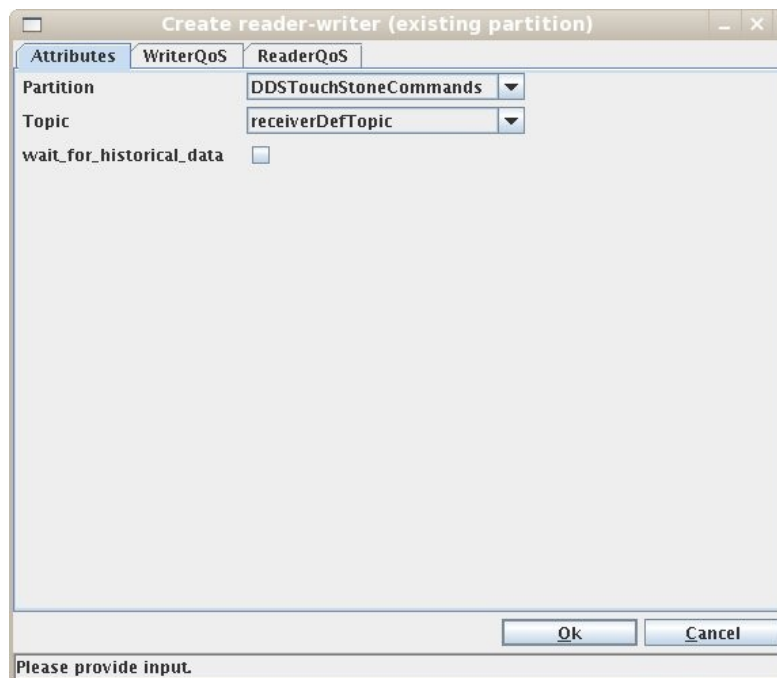 Create reader-writer (existing partition)
Attributes WriterQoS ReaderQoS
Partition DDSTouchStoneCommands
Topic receiverDefTopic
wait_for_historical_data
Ok Cancel
Please provide input.